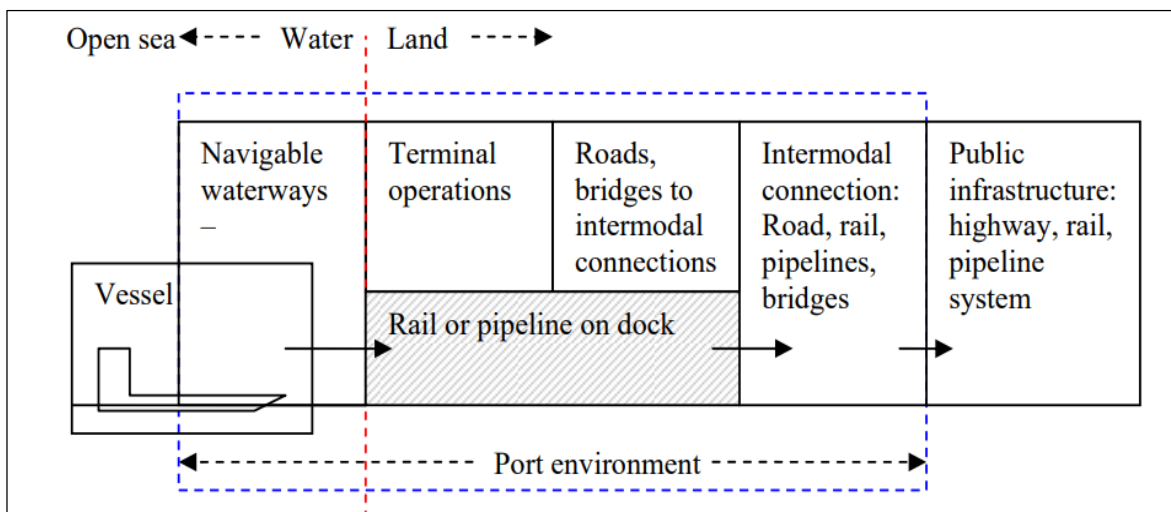 Open sea
Water
Land
Navigable
waterways
–
Terminal
operations
Roads,
bridges to
intermodal
connections
Intermodal
connection:
Road, rail,
pipelines,
bridges
Public
infrastructure:
highway, rail,
pipeline
system
Vessel
Rail or pipeline on dock
Port environment